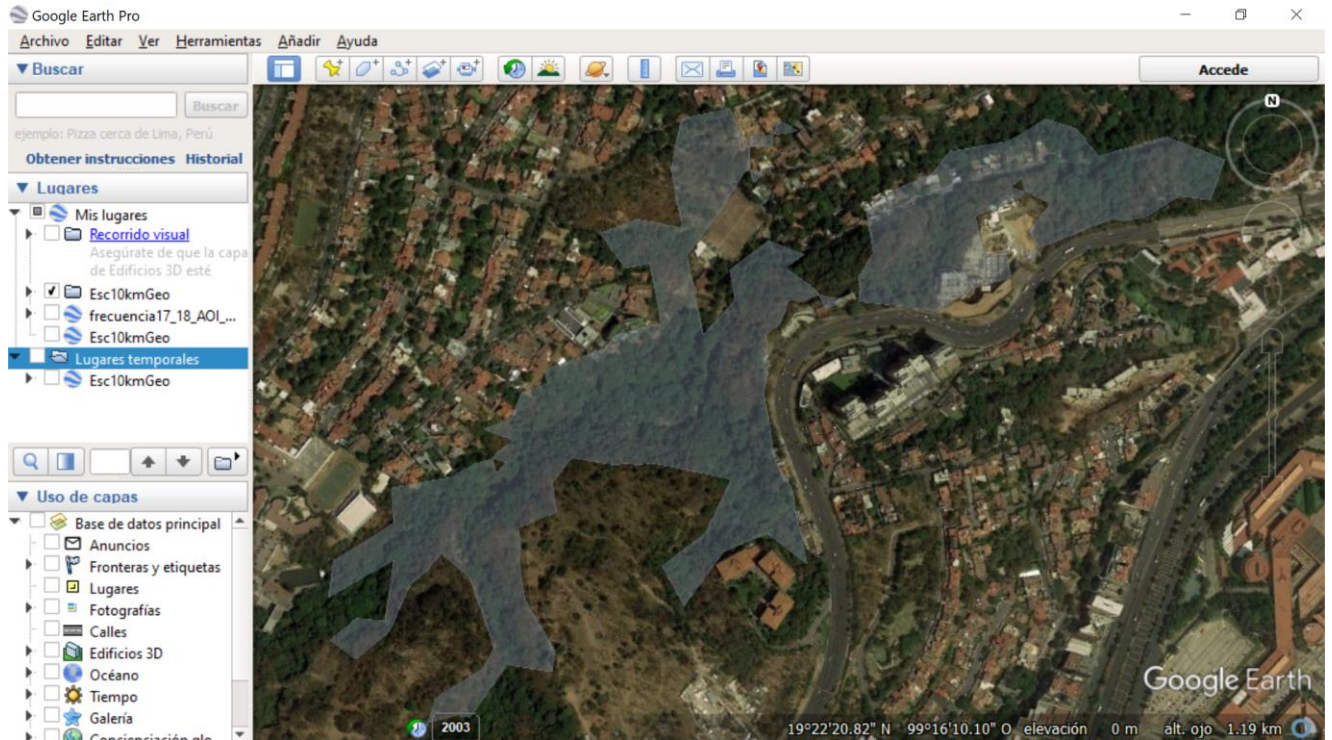 Google Earth Pro
Archivo Editar Ver Herramientas Añadir Ayuda
▼ Buscar
Accede
Buscar
ejemplo: Pizza cerca de Lima, Perú
Obtener instrucciones Historial
▼ Lugares
Mis lugares
Recorrido visual
Asegúrate de que la capa
de Edificios 3D esté
Esc10kmGeo
frecuencia17_18_AOI_...
Esc10kmGeo
Lugares temporales
Esc10kmGeo
▼ Uso de capas
Base de datos principal
Anuncios
Fronteras y etiquetas
Lugares
Fotografías
Calles
Edificios 3D
Océano
Tiempo
Galería
Concienciación glo
N
Google Earth
2003
19°22'20.82" N 99°16'10.10" O elevación 0 m alt. ojo 1.19 km